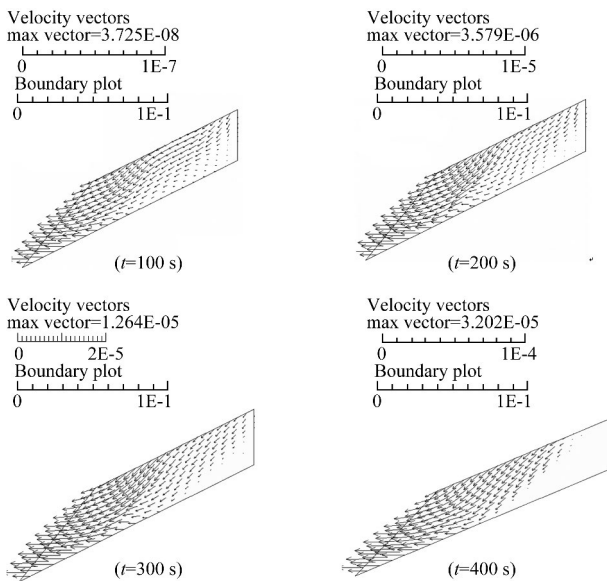 Velocity vectors
max vector=3.725E-08
0 1E-7
Boundary plot
0 1E-1
(t=100 s)
Velocity vectors
max vector=3.579E-06
0 1E-5
Boundary plot
0 1E-1
(t=200 s)
Velocity vectors
max vector=1.264E-05
0 2E-5
Boundary plot
0 1E-1
(t=300 s)
Velocity vectors
max vector=3.202E-05
0 1E-4
Boundary plot
0 1E-1
(t=400 s)